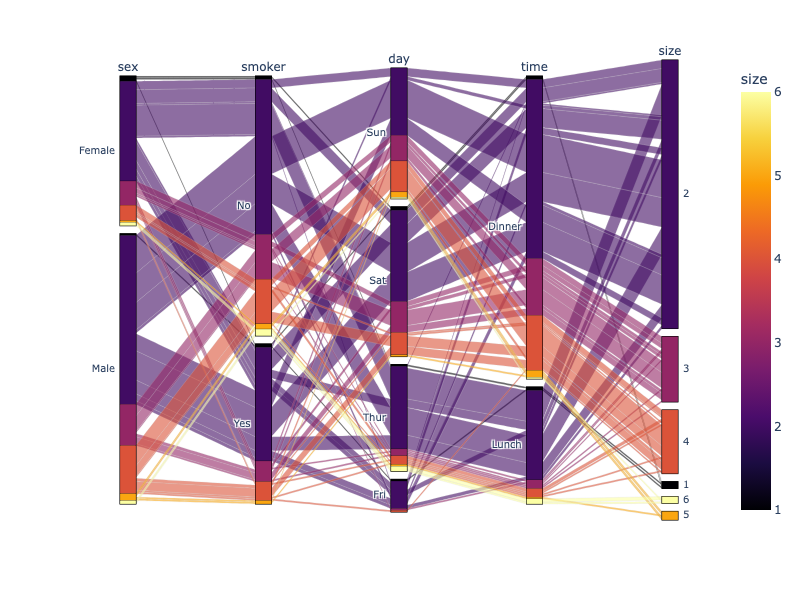 sex
smoker
day
time
size
Female
Male
No
Yes
Sun
Sat
Thur
Fri
Dinner
Lunch
2
3
4
1
6
5
size
6
5
4
3
2
1